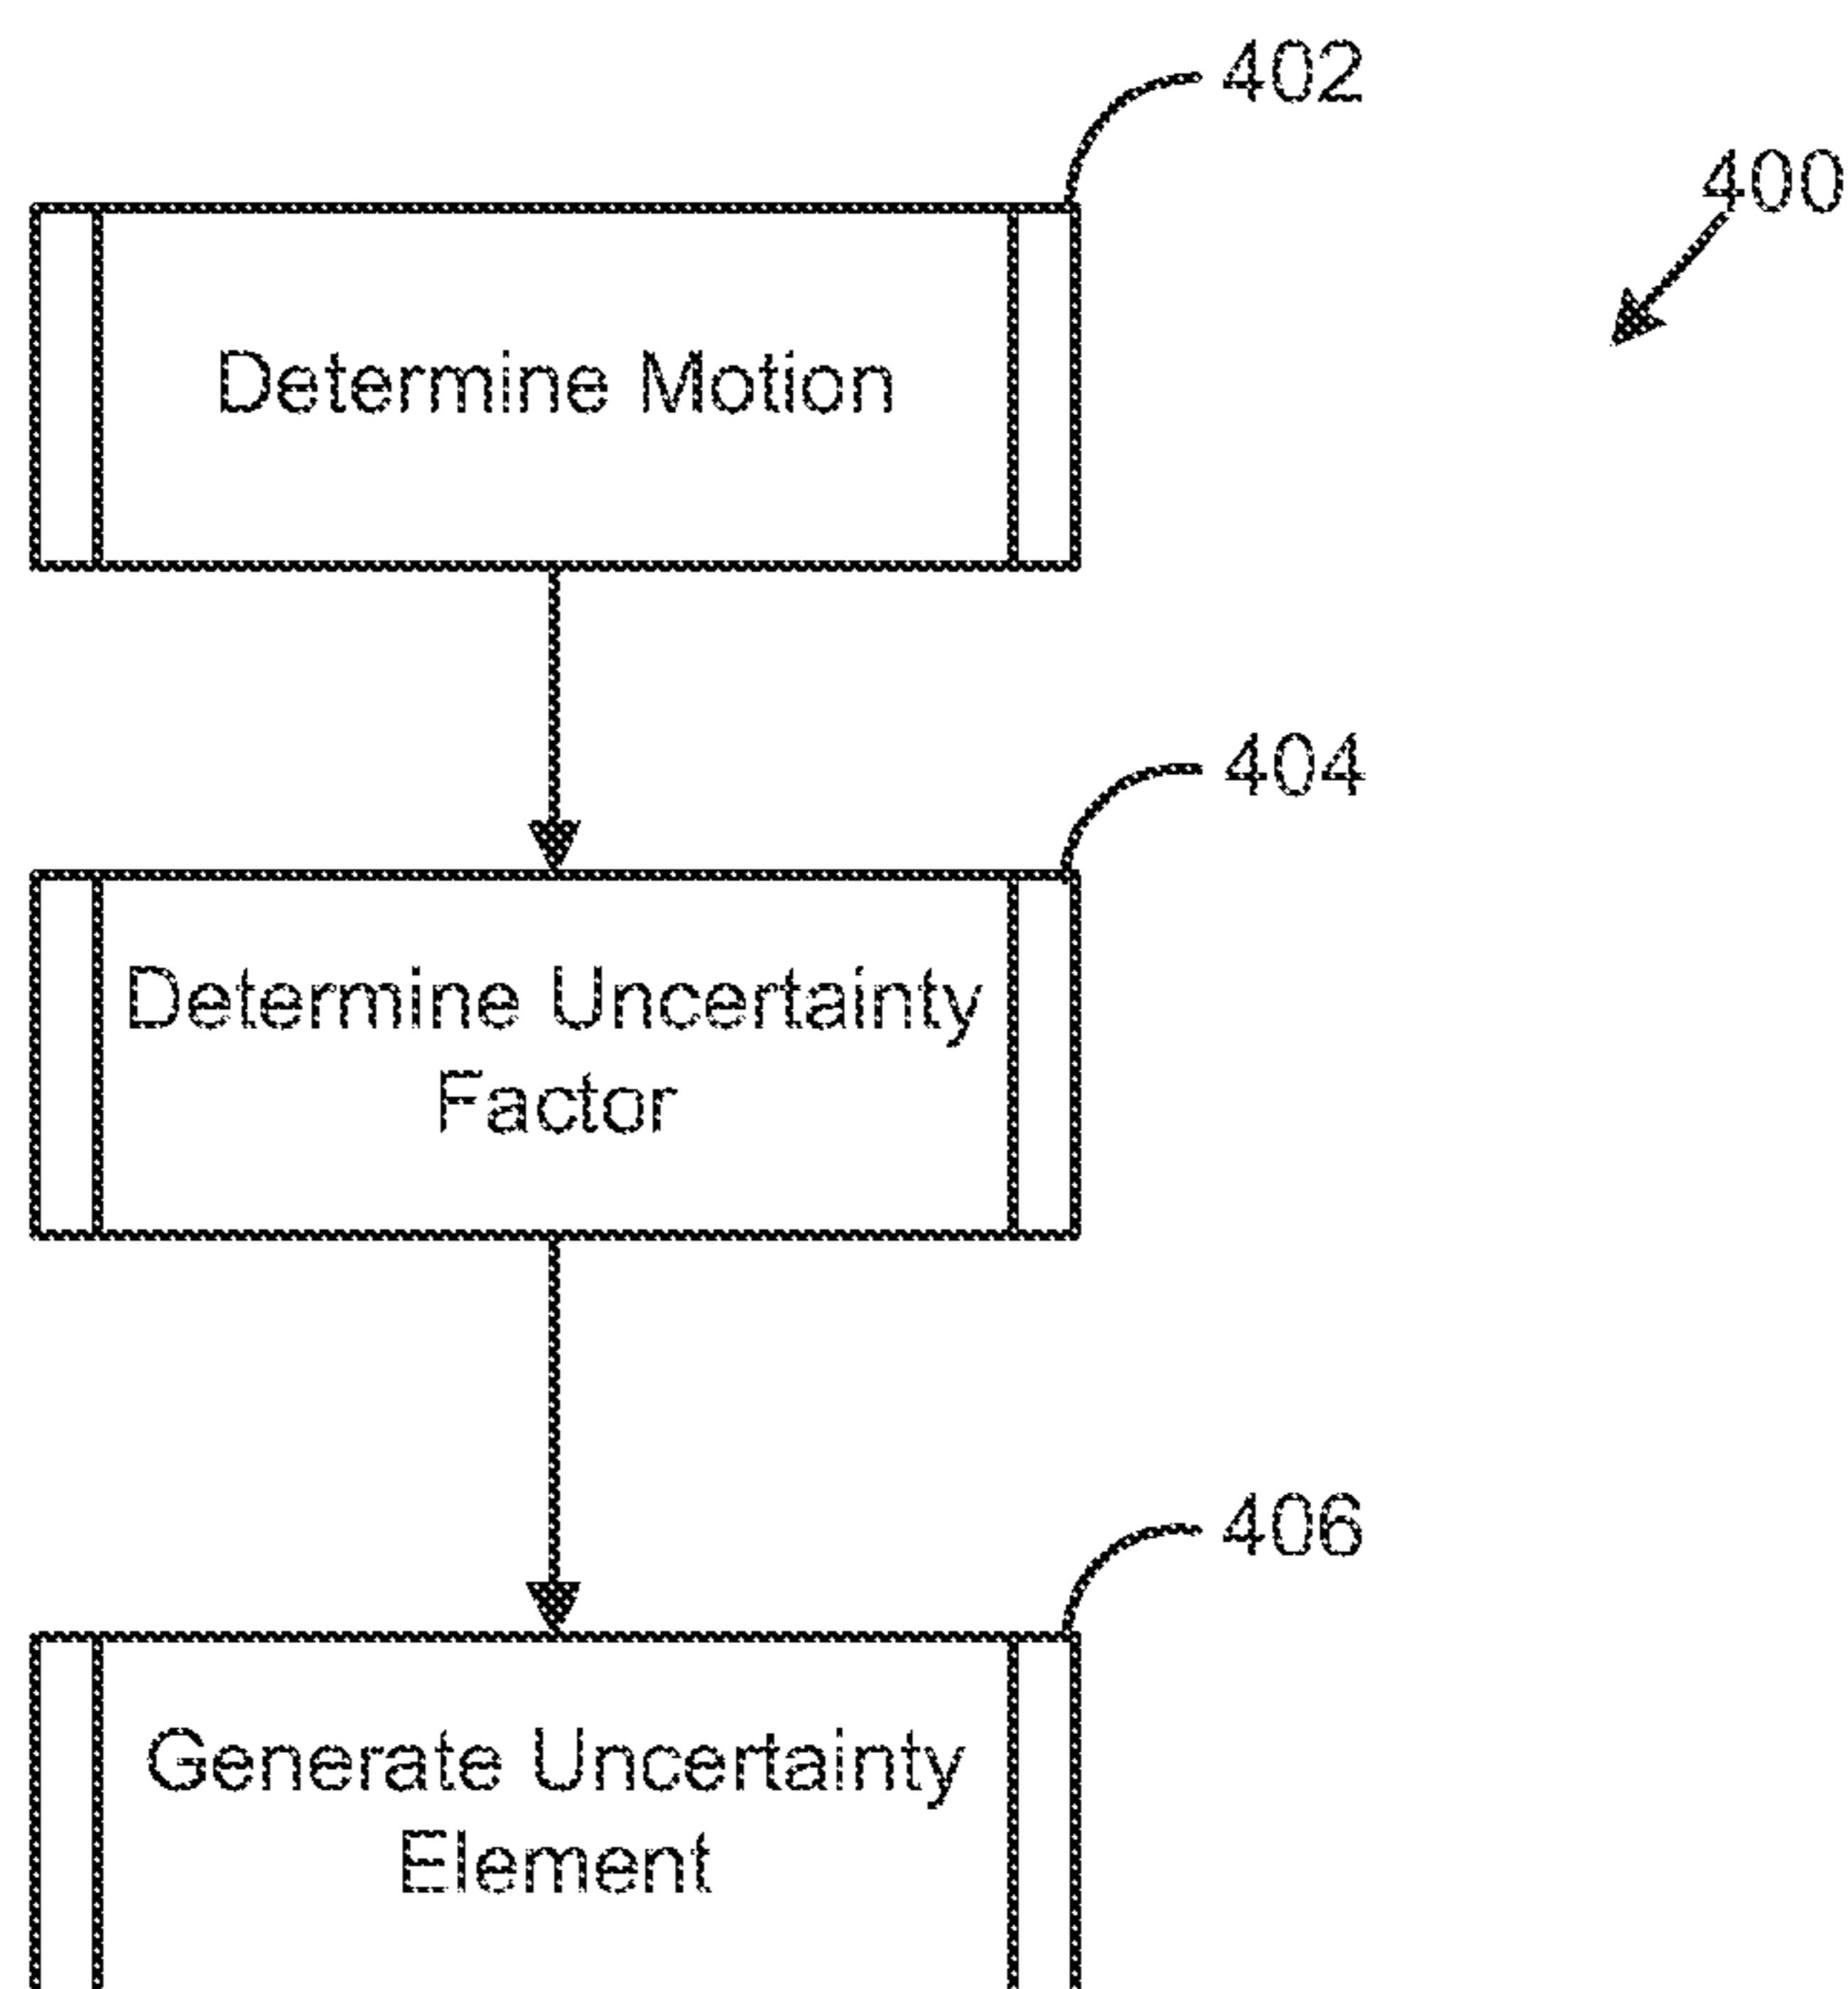 402
400
Determine Motion
404
Determine Uncertainty
Factor
406
Generate Uncertainty
Element